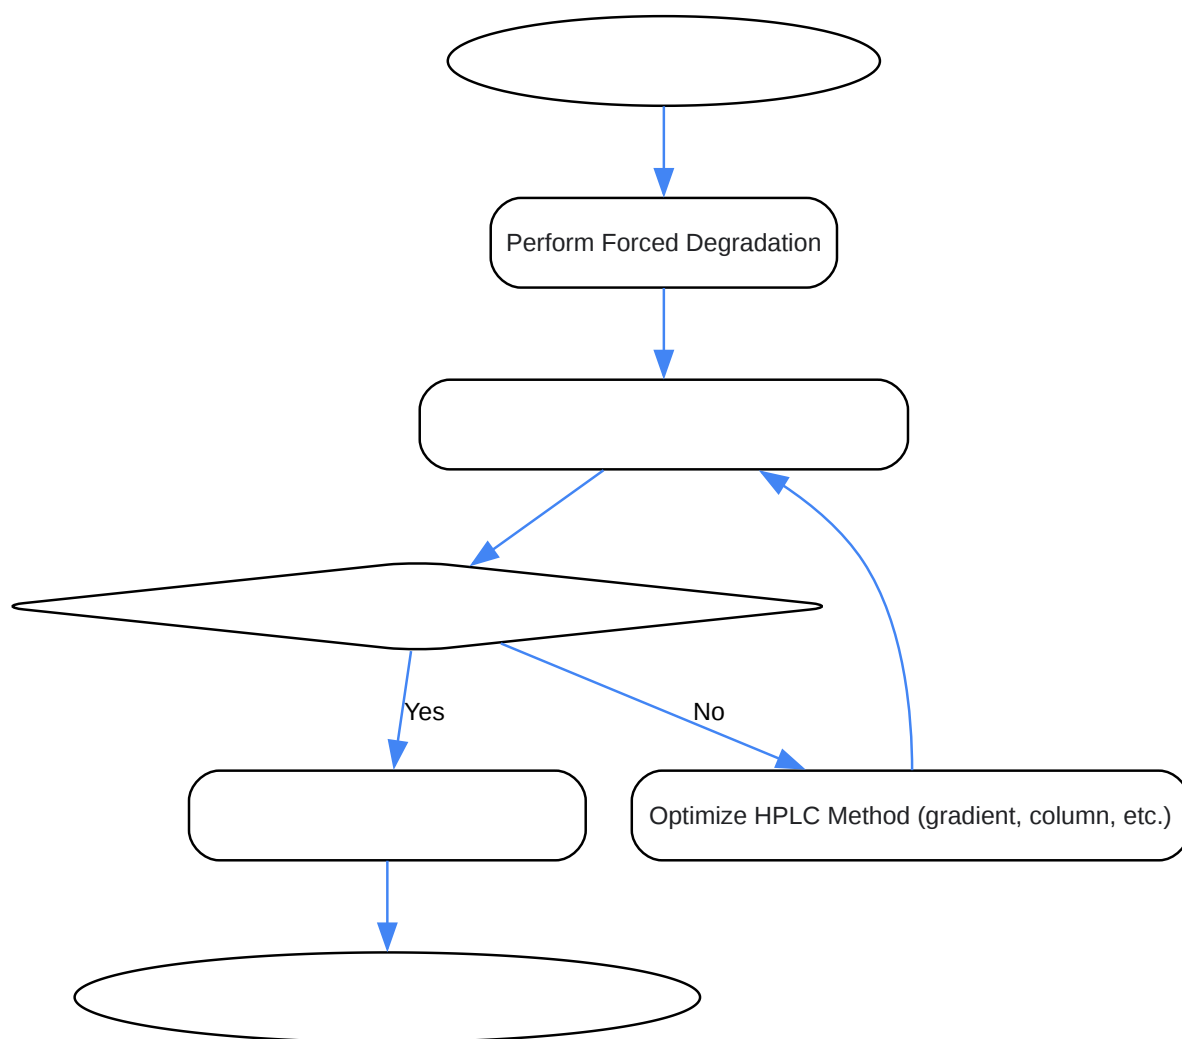 Perform Forced Degradation
Yes
No
Optimize HPLC Method (gradient, column, etc.)